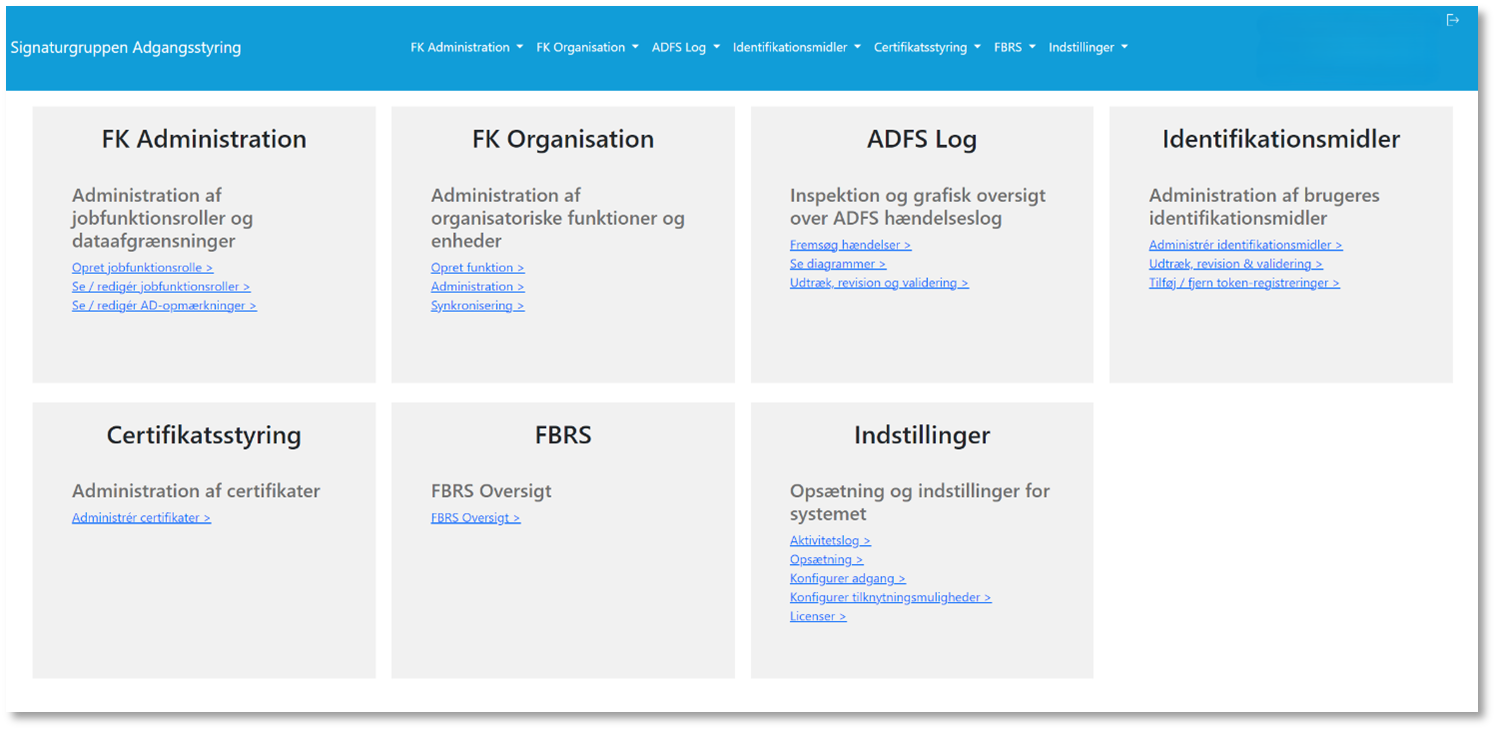 Signaturgruppen Adgangsstyring
FK Administration
FK Organisation
ADFS Log
Identifikationsmidler
Certifikatsstyring
FBRS
Indstillinger
FK Administration
Administration af
jobfunktionsroller og
dataafgrænsninger
Opret jobfunktionsrolle >
Se / redigér jobfunktionsroller >
Se / redigér AD-opmærkninger >
FK Organisation
Administration af
organisatoriske funktioner og
enheder
Opret funktion >
Administration >
Synkronisering >
ADFS Log
Inspektion og grafisk oversigt
over ADFS hændelseslog
Fremsøg hændelser >
Se diagrammer >
Udtræk, revision og validering >
Identifikationsmidler
Administration af brugeres
identifikationsmidler
Administrér identifikationsmidler >
Udtræk, revision & validering >
Tilføj / fjern token-registreringer >
Certifikatsstyring
Administration af certifikater
Administrér certifikater >
FBRS
FBRS Oversigt
FBRS Oversigt >
Indstillinger
Opsætning og indstillinger for
systemet
Aktivitetslog >
Opsætning >
Konfigurer adgang >
Konfigurer tilknytningsmuligheder >
Licenser >